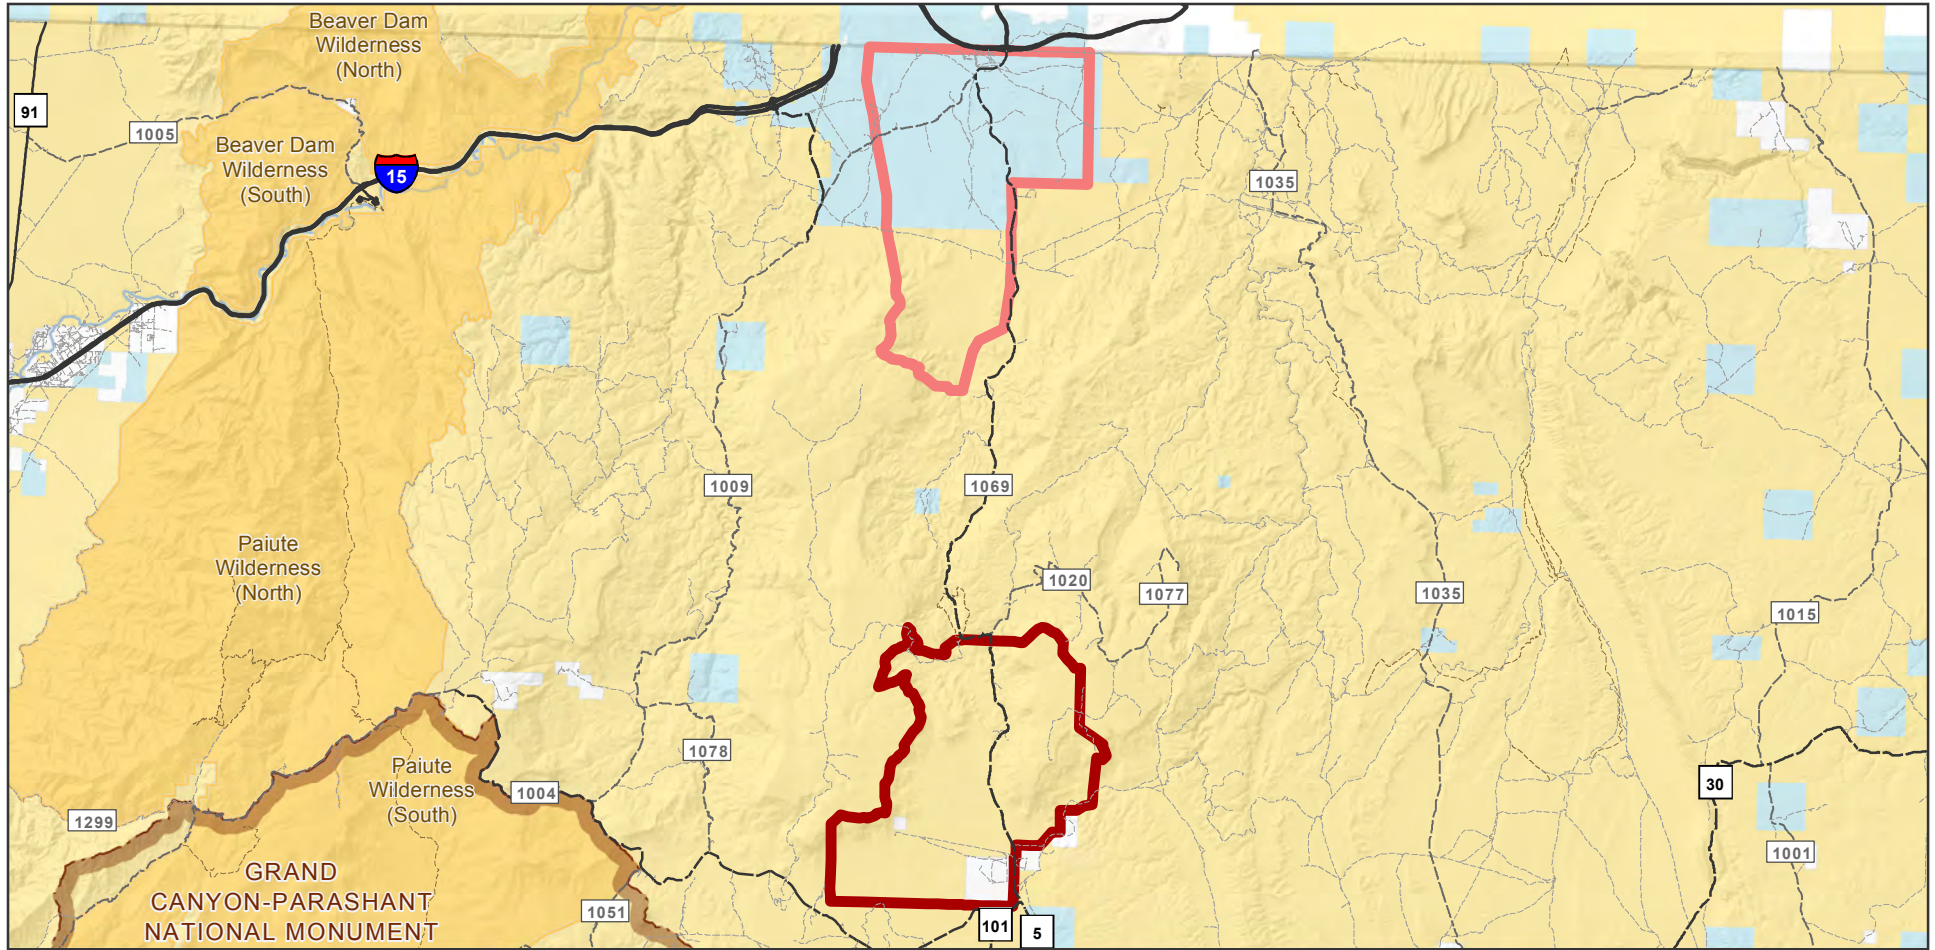 Beaver Dam
Wilderness
(North)
91
1005
Beaver Dam
Wilderness
(South)
15
1035
1009
1069
Paiute
Wilderness
(North)
1020
1077
1035
1015
1078
Paiute
Wilderness
(South)
1004
30
1299
1001
GRAND
CANYON-PARASHANT
NATIONAL MONUMENT
1051
101
5